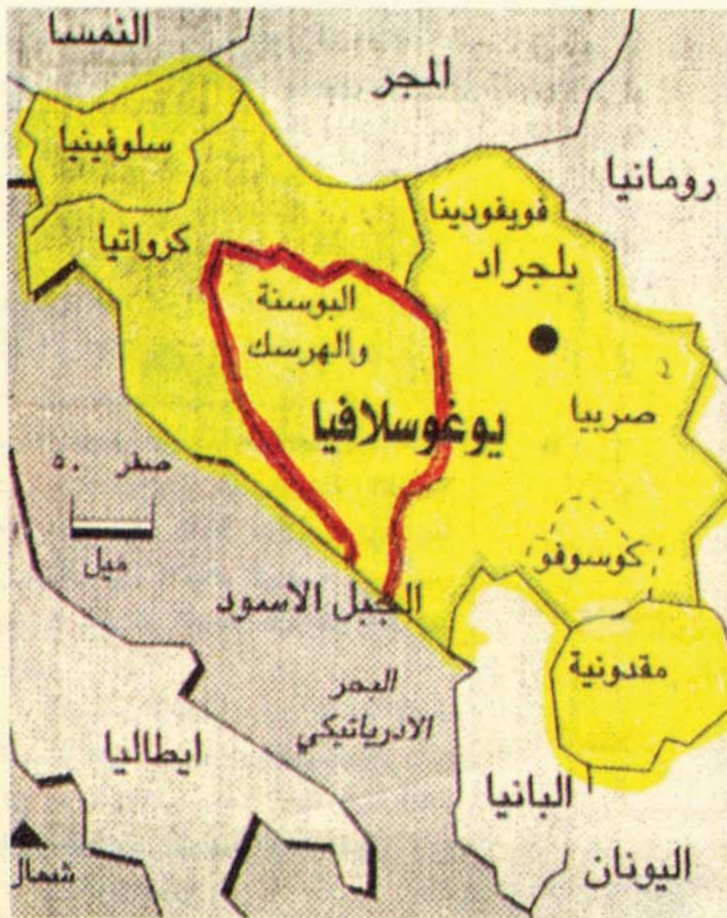 النمسا
المجر
رومانيا
سلوفينيا
فويفودينا
كرواتيا
بلجراد
البوسنة
والهرسك
صربيا
يوغوسلافيا
صفر ٥٠
ميل
كوسوفو
الجبل الاسود
مقدونية
البحر
الادرياتيكي
ايطاليا
البانيا
اليونان
شمال